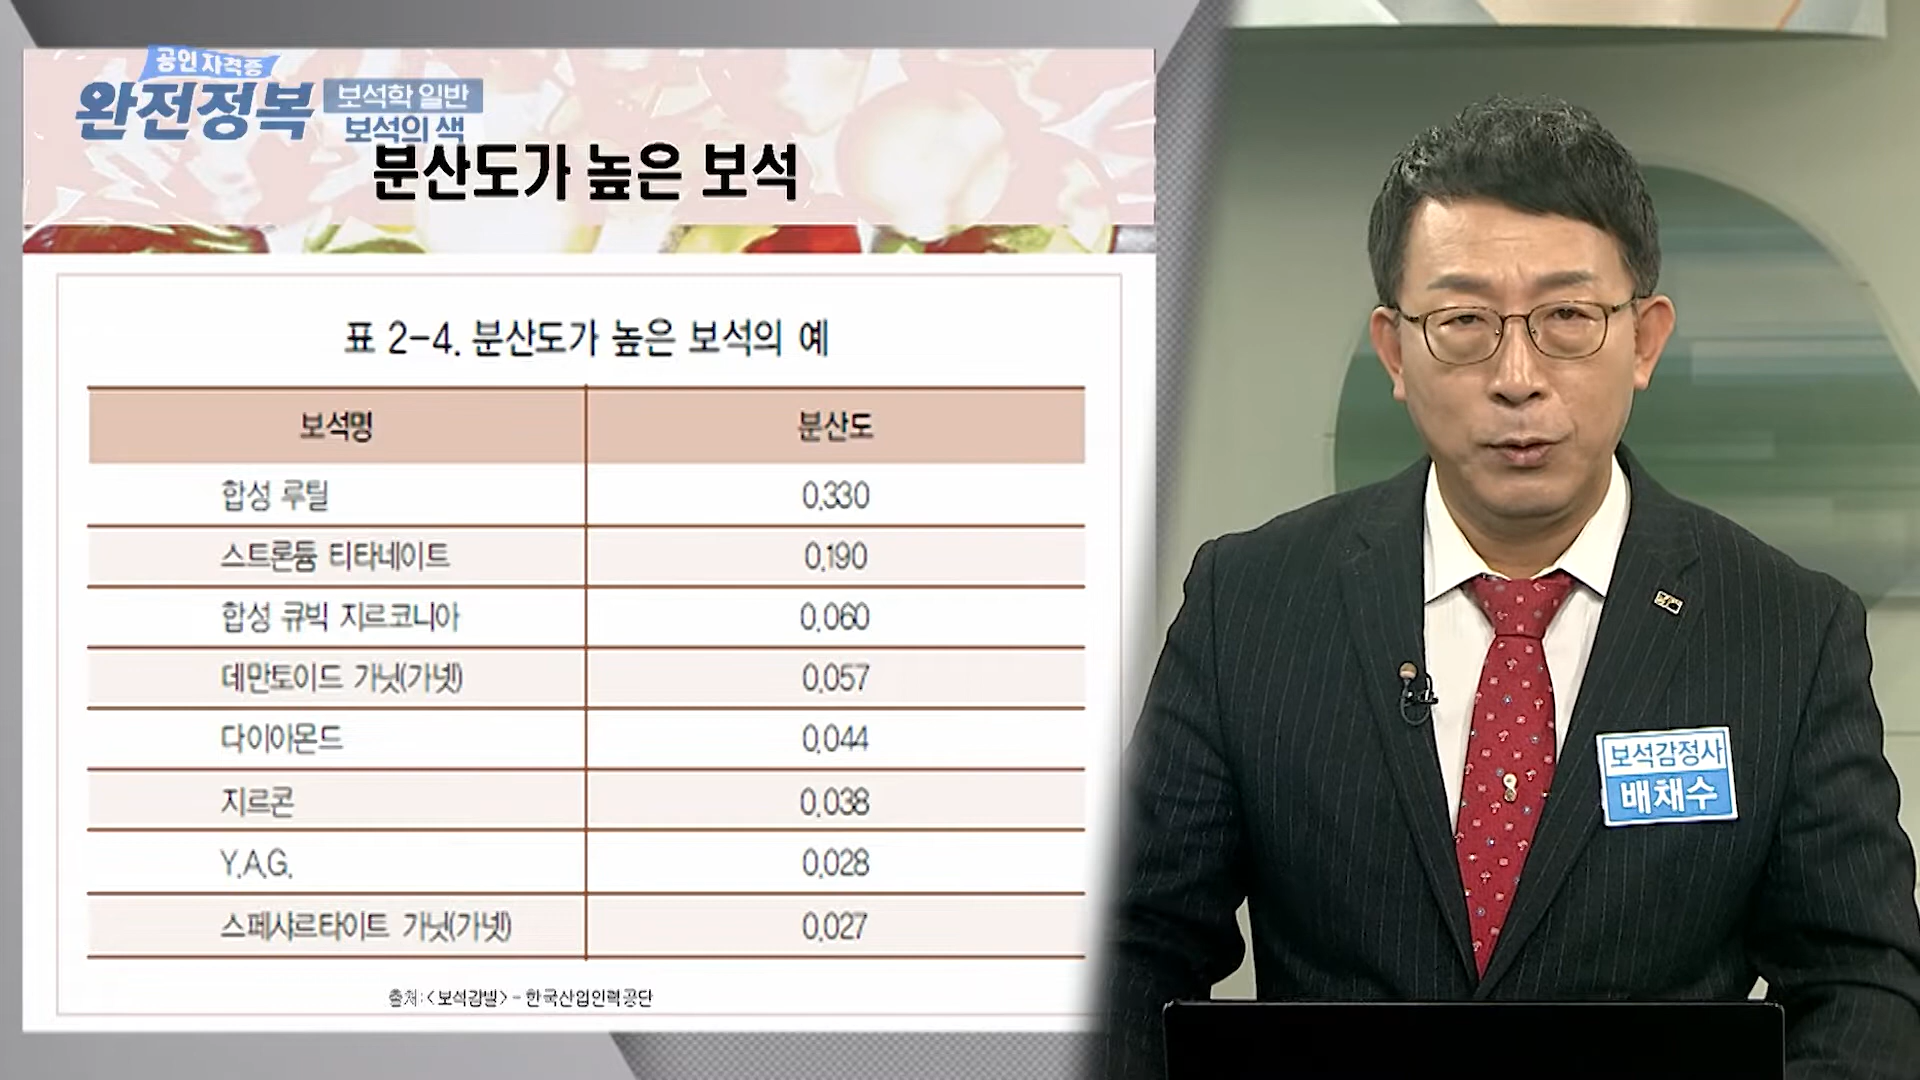 공인 자격증
완전정복
보석학 일반
보석의 색
분산도가 높은 보석
표 2-4. 분산도가 높은 보석의 예
보석명 분산도
합성 루틸 0.330
스트론튬 티타네이트 0.190
합성 큐빅 지르코니아 0.060
데만토이드 가닛(가넷) 0.057
다이아몬드 0.044
지르콘 0.038
Y.A.G. 0.028
스페샤르타이트 가닛(가넷) 0.027
출처:<보석감별> - 한국산업인력공단
보석감정사
배채수